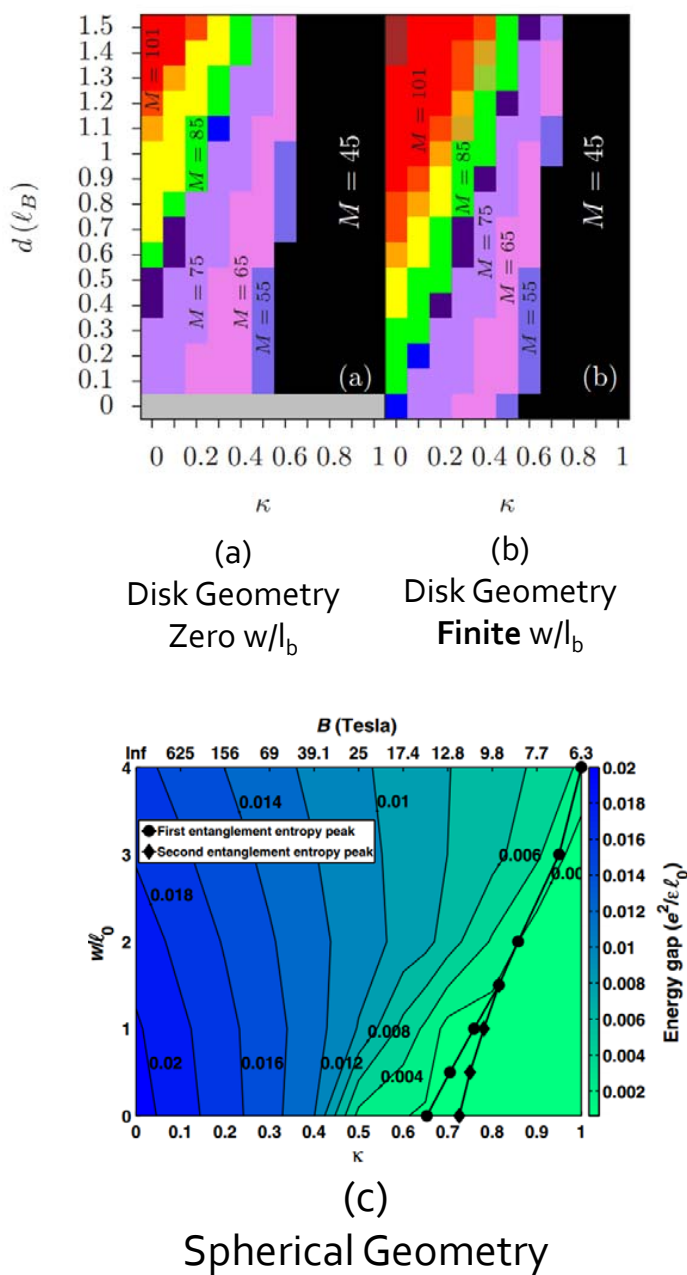 1.5
1.4
1.3
1.2
1.1
1
0.9
0.8
0.7
0.6
0.5
0.4
0.3
0.2
0.1
0
d (ℓ_B)
M = 101
M = 85
M = 75
M = 65
M = 55
M = 45
(a)
M = 101
M = 85
M = 75
M = 65
M = 55
M = 45
(b)
0 0.2 0.4 0.6 0.8 1 0 0.2 0.4 0.6 0.8 1
κ κ
(a)
Disk Geometry
Zero w/l_b
(b)
Disk Geometry
Finite w/l_b
B (Tesla)
Inf 625 156 69 39.1 25 17.4 12.8 9.8 7.7 6.3
4
3
2
1
0
w/ℓ₀
First entanglement entropy peak
Second entanglement entropy peak
0.014
0.01
0.006
0.00
0.018
0.008
0.02
0.016
0.012
0.004
0 0.1 0.2 0.3 0.4 0.5 0.6 0.7 0.8 0.9 1
κ
0.02
0.018
0.016
0.014
0.012
0.01
0.008
0.006
0.004
0.002
Energy gap (e²/εℓ₀)
(c)
Spherical Geometry